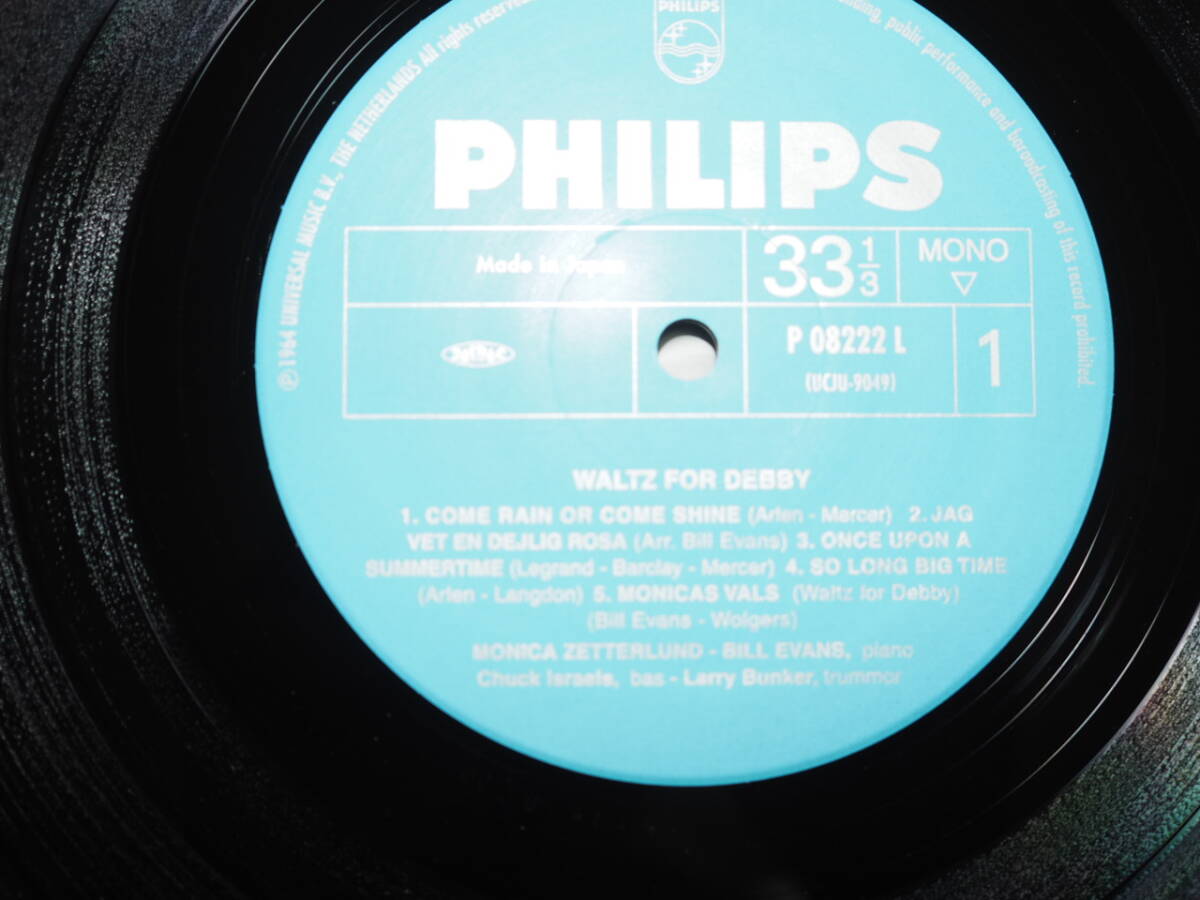 PHILIPS
℗1964 UNIVERSAL MUSIC B.V., THE NETHERLANDS All rights reserved
public performance and baroadcasting of this record prohibited.
PHILIPS
Made in Japan
33 1/3
MONO
P 08222 L
(UCJU-9049)
1
WALTZ FOR DEBBY
1. COME RAIN OR COME SHINE (Arlen - Mercer) 2. JAG
VET EN DEJLIG ROSA (Arr. Bill Evans) 3. ONCE UPON A
SUMMERTIME (Legrand - Barclay - Mercer) 4. SO LONG BIG TIME
(Arlen - Langdon) 5. MONICAS VALS (Waltz for Debby)
(Bill Evans - Wolgers)
MONICA ZETTERLUND - BILL EVANS, piano
Chuck Israels, bas - Larry Bunker, trummor